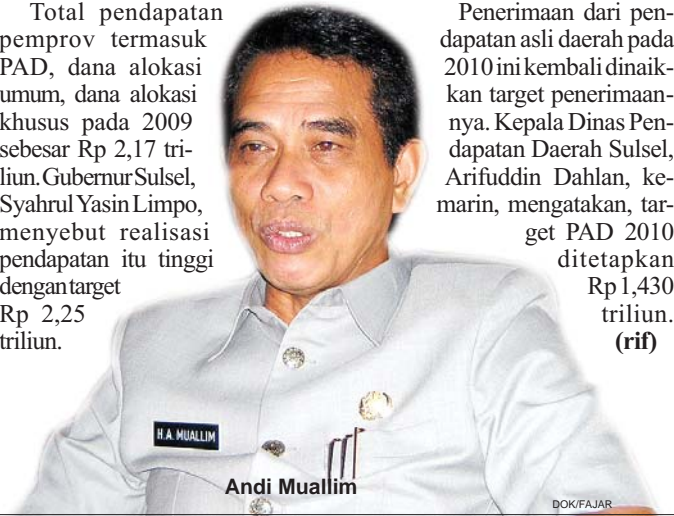 Total pendapatan
pemprov termasuk
PAD, dana alokasi
umum, dana alokasi
khusus pada 2009
sebesar Rp 2,17 tri-
liun. Gubernur Sulsel,
Syahrul Yasin Limpo,
menyebut realisasi
pendapatan itu tinggi
dengan target
Rp 2,25
triliun.
Penerimaan dari pen-
dapatan asli daerah pada
2010 ini kembali dinaik-
kan target penerimaan-
nya. Kepala Dinas Pen-
dapatan Daerah Sulsel,
Arifuddin Dahlan, ke-
marin, mengatakan, tar-
get PAD 2010
ditetapkan
Rp 1,430
triliun.
(rif)
H.A. MUALLIM
Andi Muallim
DOK/FAJAR